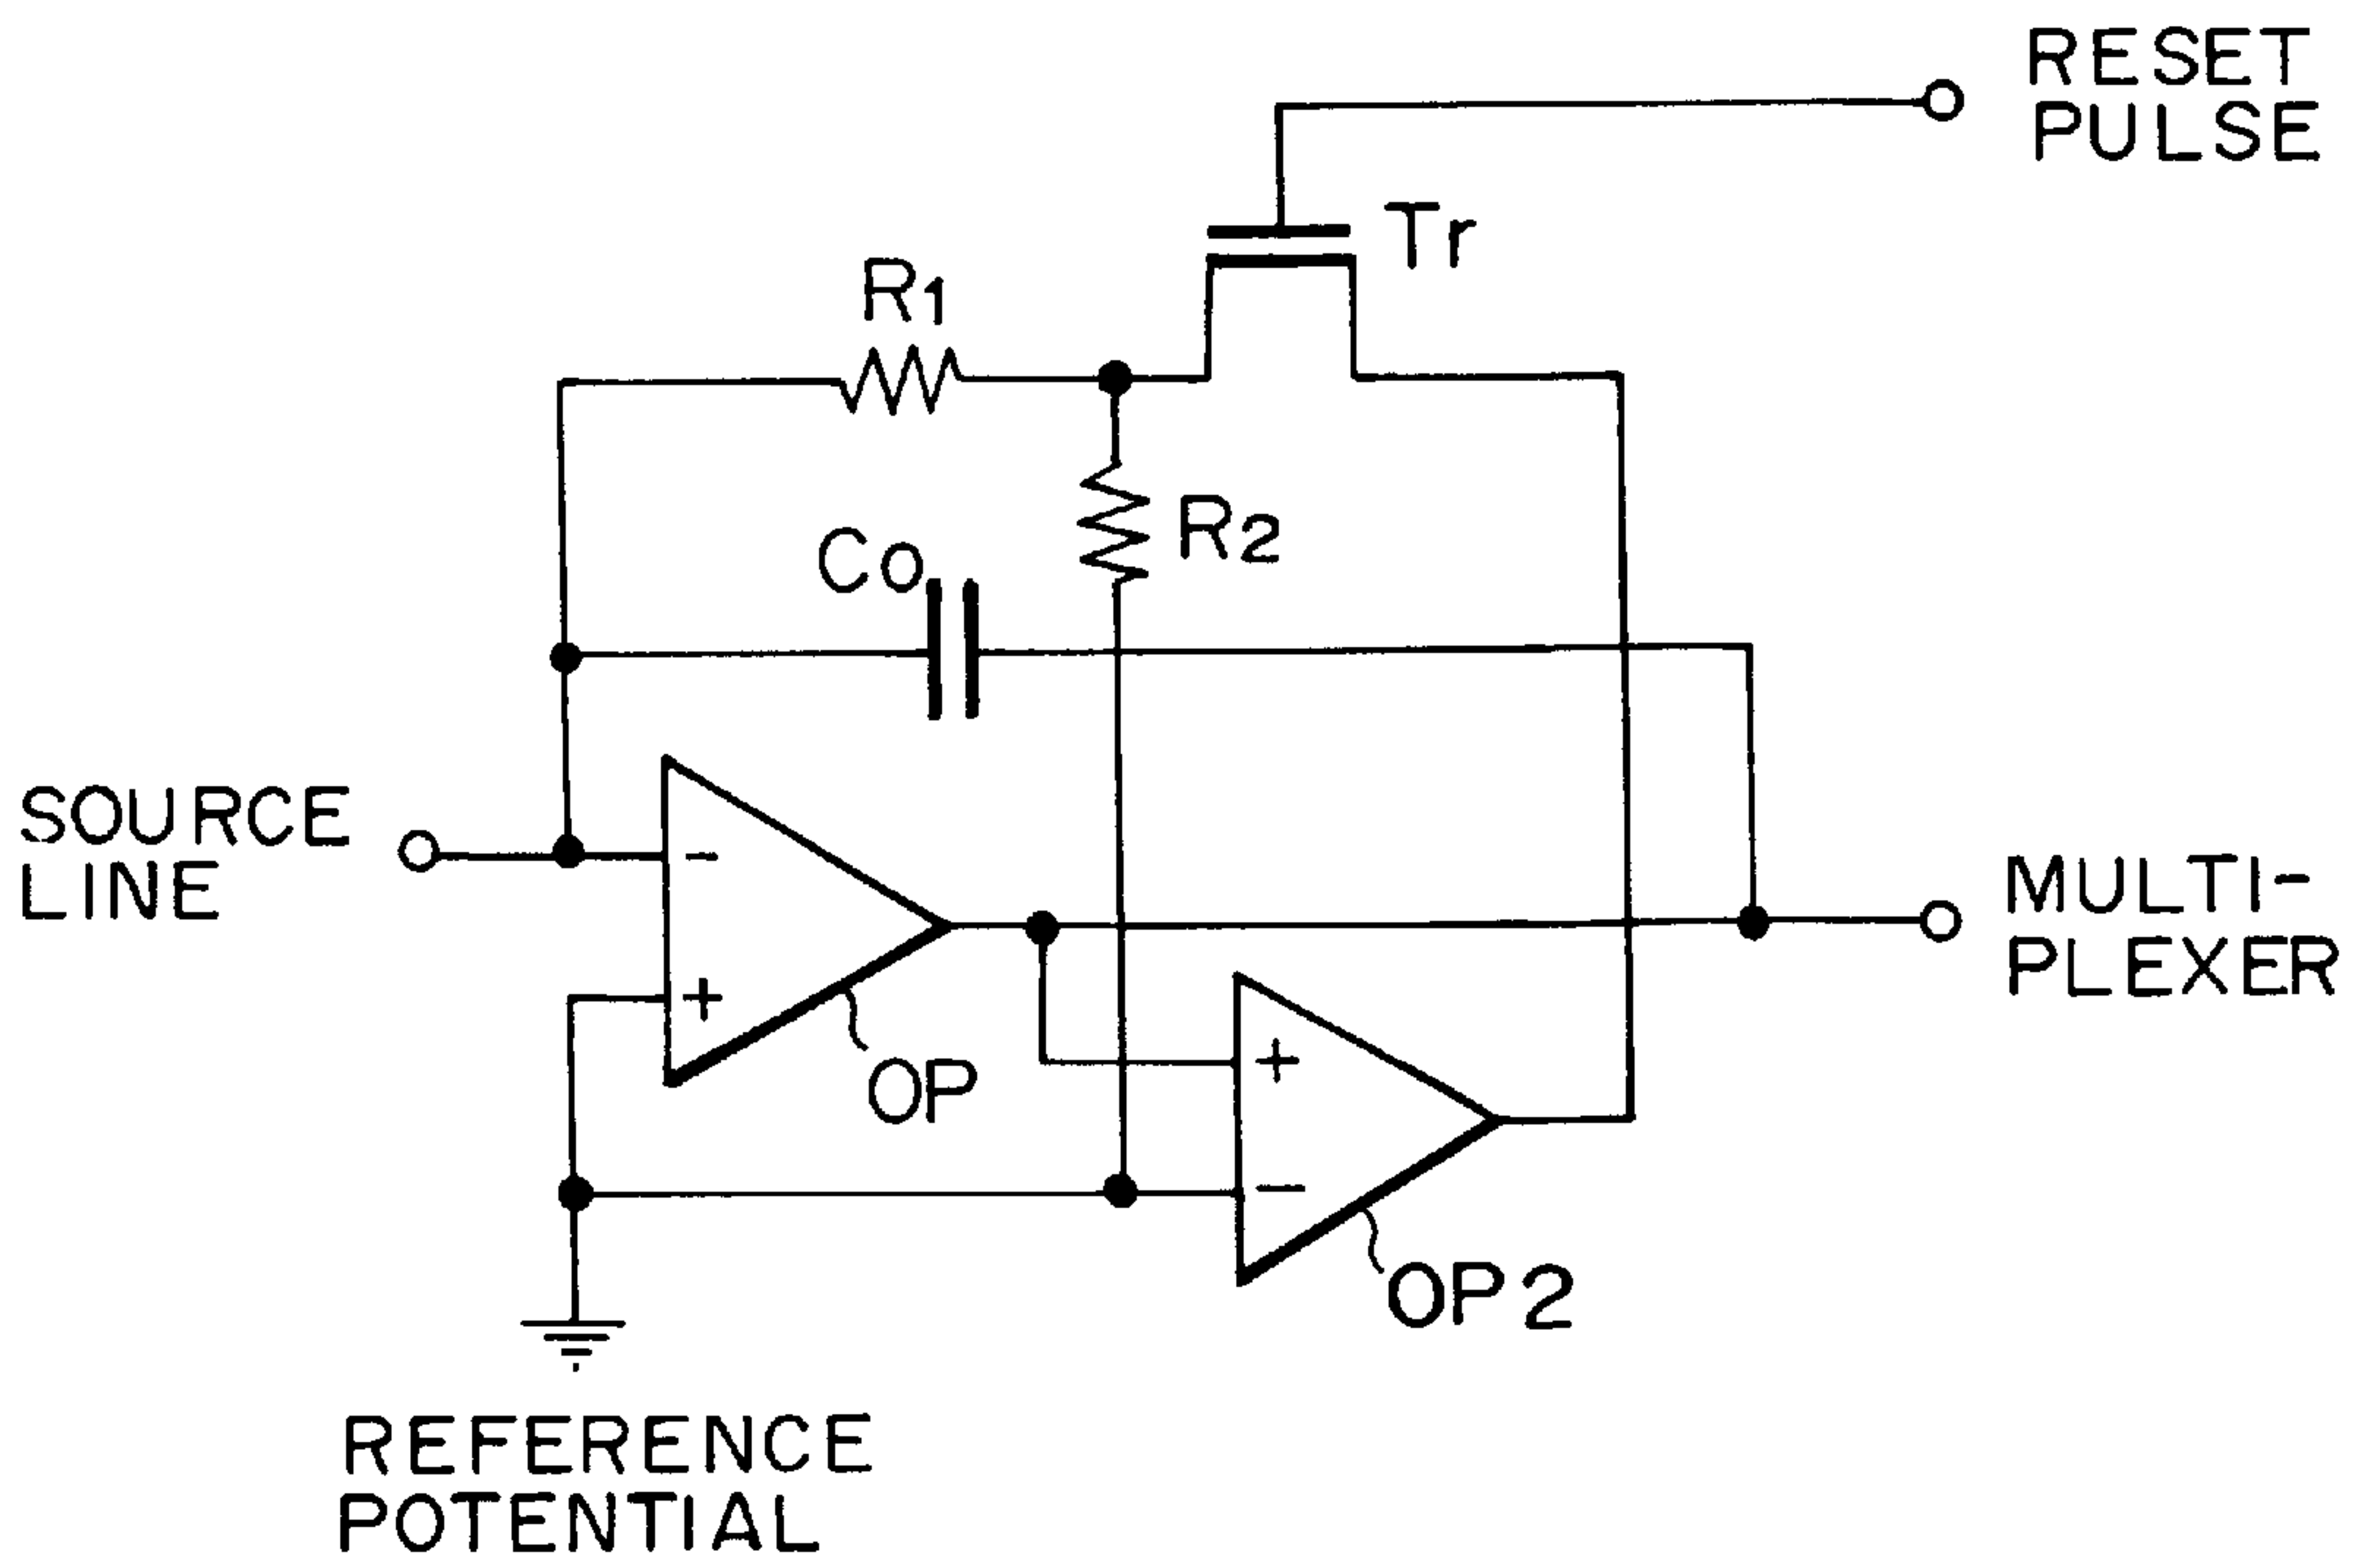 RESET
PULSE
Tr
R1
R2
Co
SOURCE
LINE
-
+
OP
MULTI-
PLEXER
+
-
OP2
REFERENCE
POTENTIAL